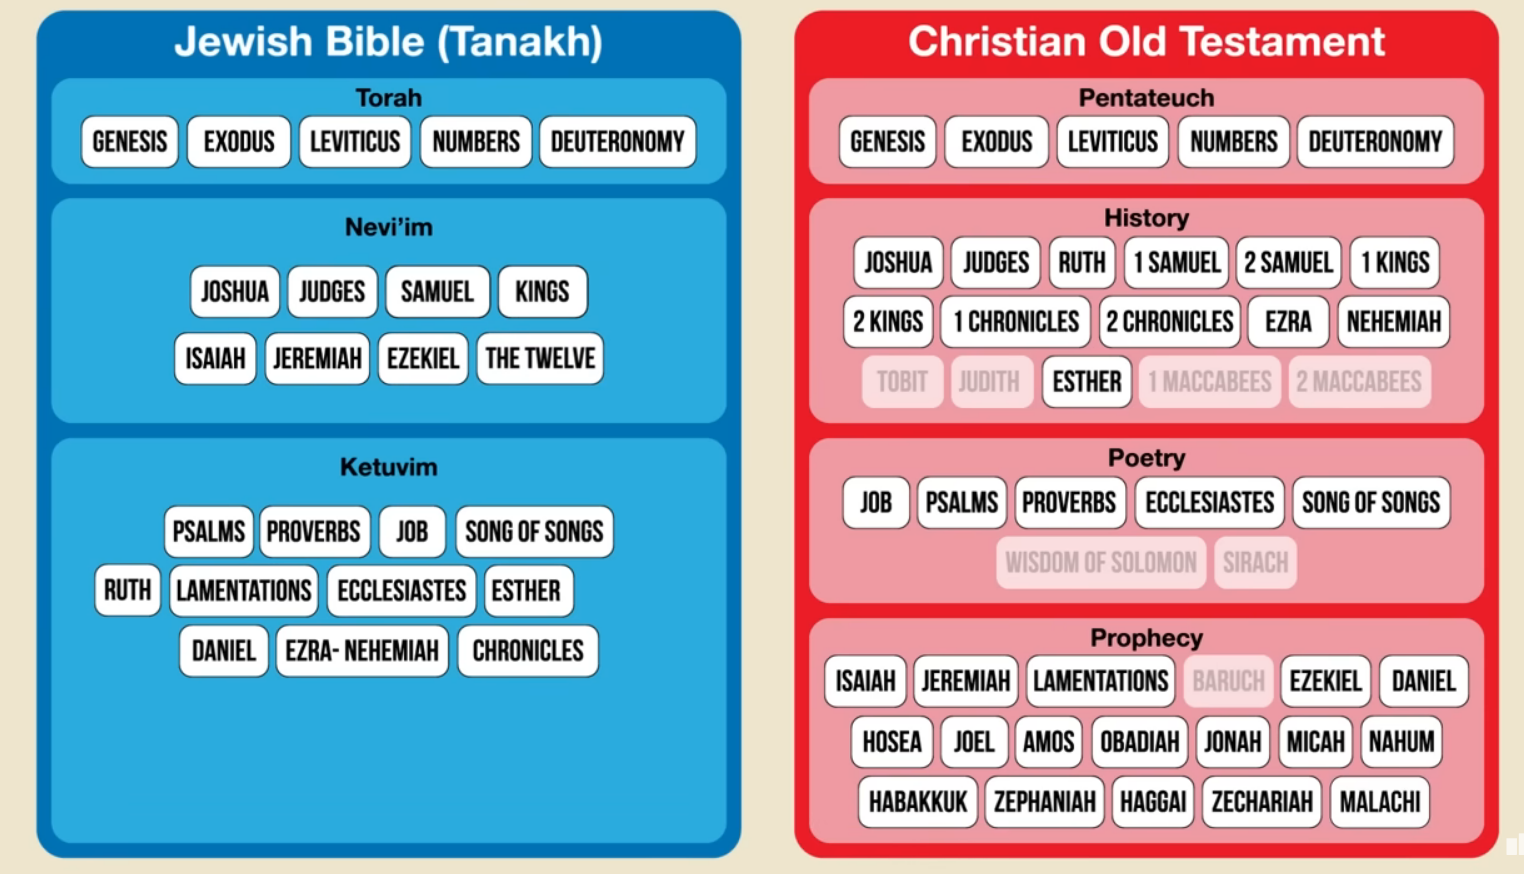 Jewish Bible (Tanakh)
Torah
GENESIS EXODUS LEVITICUS NUMBERS DEUTERONOMY
Nevi'im
JOSHUA JUDGES SAMUEL KINGS
ISAIAH JEREMIAH EZEKIEL THE TWELVE
Ketuvim
PSALMS PROVERBS JOB SONG OF SONGS
RUTH LAMENTATIONS ECCLESIASTES ESTHER
DANIEL EZRA- NEHEMIAH CHRONICLES
Christian Old Testament
Pentateuch
GENESIS EXODUS LEVITICUS NUMBERS DEUTERONOMY
History
JOSHUA JUDGES RUTH 1 SAMUEL 2 SAMUEL 1 KINGS
2 KINGS 1 CHRONICLES 2 CHRONICLES EZRA NEHEMIAH
TOBIT JUDITH ESTHER 1 MACCABEES 2 MACCABEES
Poetry
JOB PSALMS PROVERBS ECCLESIASTES SONG OF SONGS
WISDOM OF SOLOMON SIRACH
Prophecy
ISAIAH JEREMIAH LAMENTATIONS BARUCH EZEKIEL DANIEL
HOSEA JOEL AMOS OBADIAH JONAH MICAH NAHUM
HABAKKUK ZEPHANIAH HAGGAI ZECHARIAH MALACHI